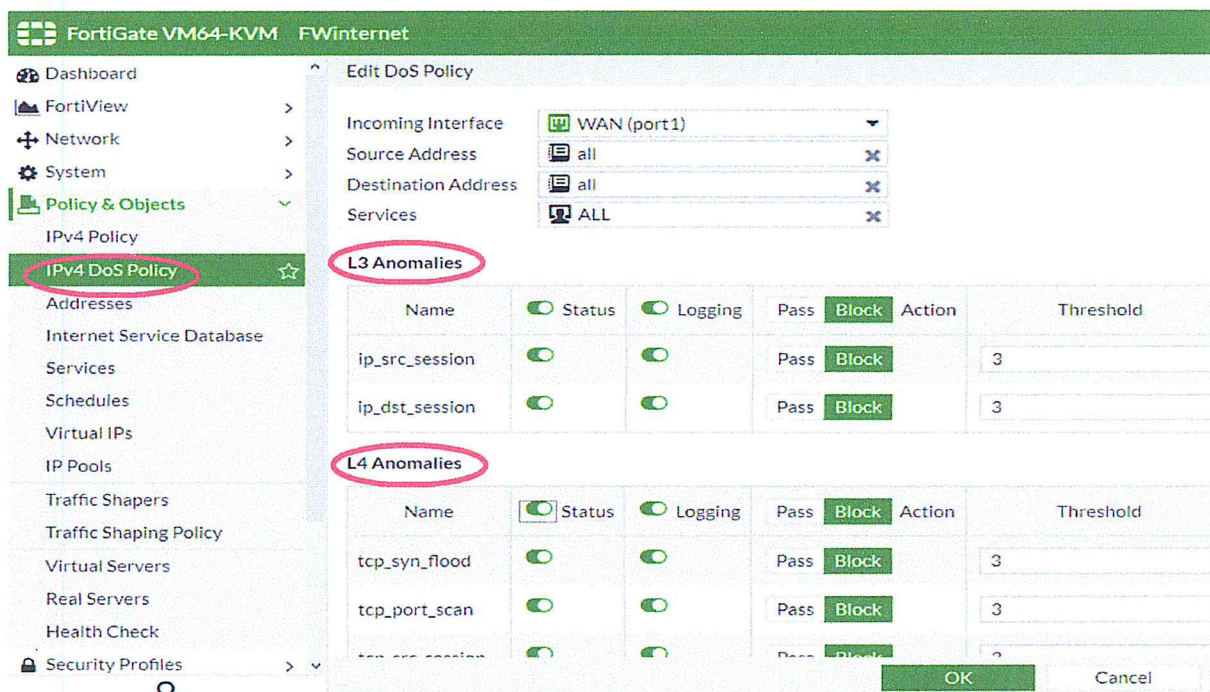 FortiGate VM64-KVM FWinternet
Dashboard
FortiView
Network
System
Policy & Objects
IPv4 Policy
IPv4 DoS Policy
Addresses
Internet Service Database
Services
Schedules
Virtual IPs
IP Pools
Traffic Shapers
Traffic Shaping Policy
Virtual Servers
Real Servers
Health Check
Security Profiles
Edit DoS Policy
Incoming Interface WAN (port1)
Source Address all
Destination Address all
Services ALL
L3 Anomalies
Name Status Logging Pass Block Action Threshold
ip_src_session Pass Block 3
ip_dst_session Pass Block 3
L4 Anomalies
Name Status Logging Pass Block Action Threshold
tcp_syn_flood Pass Block 3
tcp_port_scan Pass Block 3
tcp_src_session Pass Block 3
OK Cancel